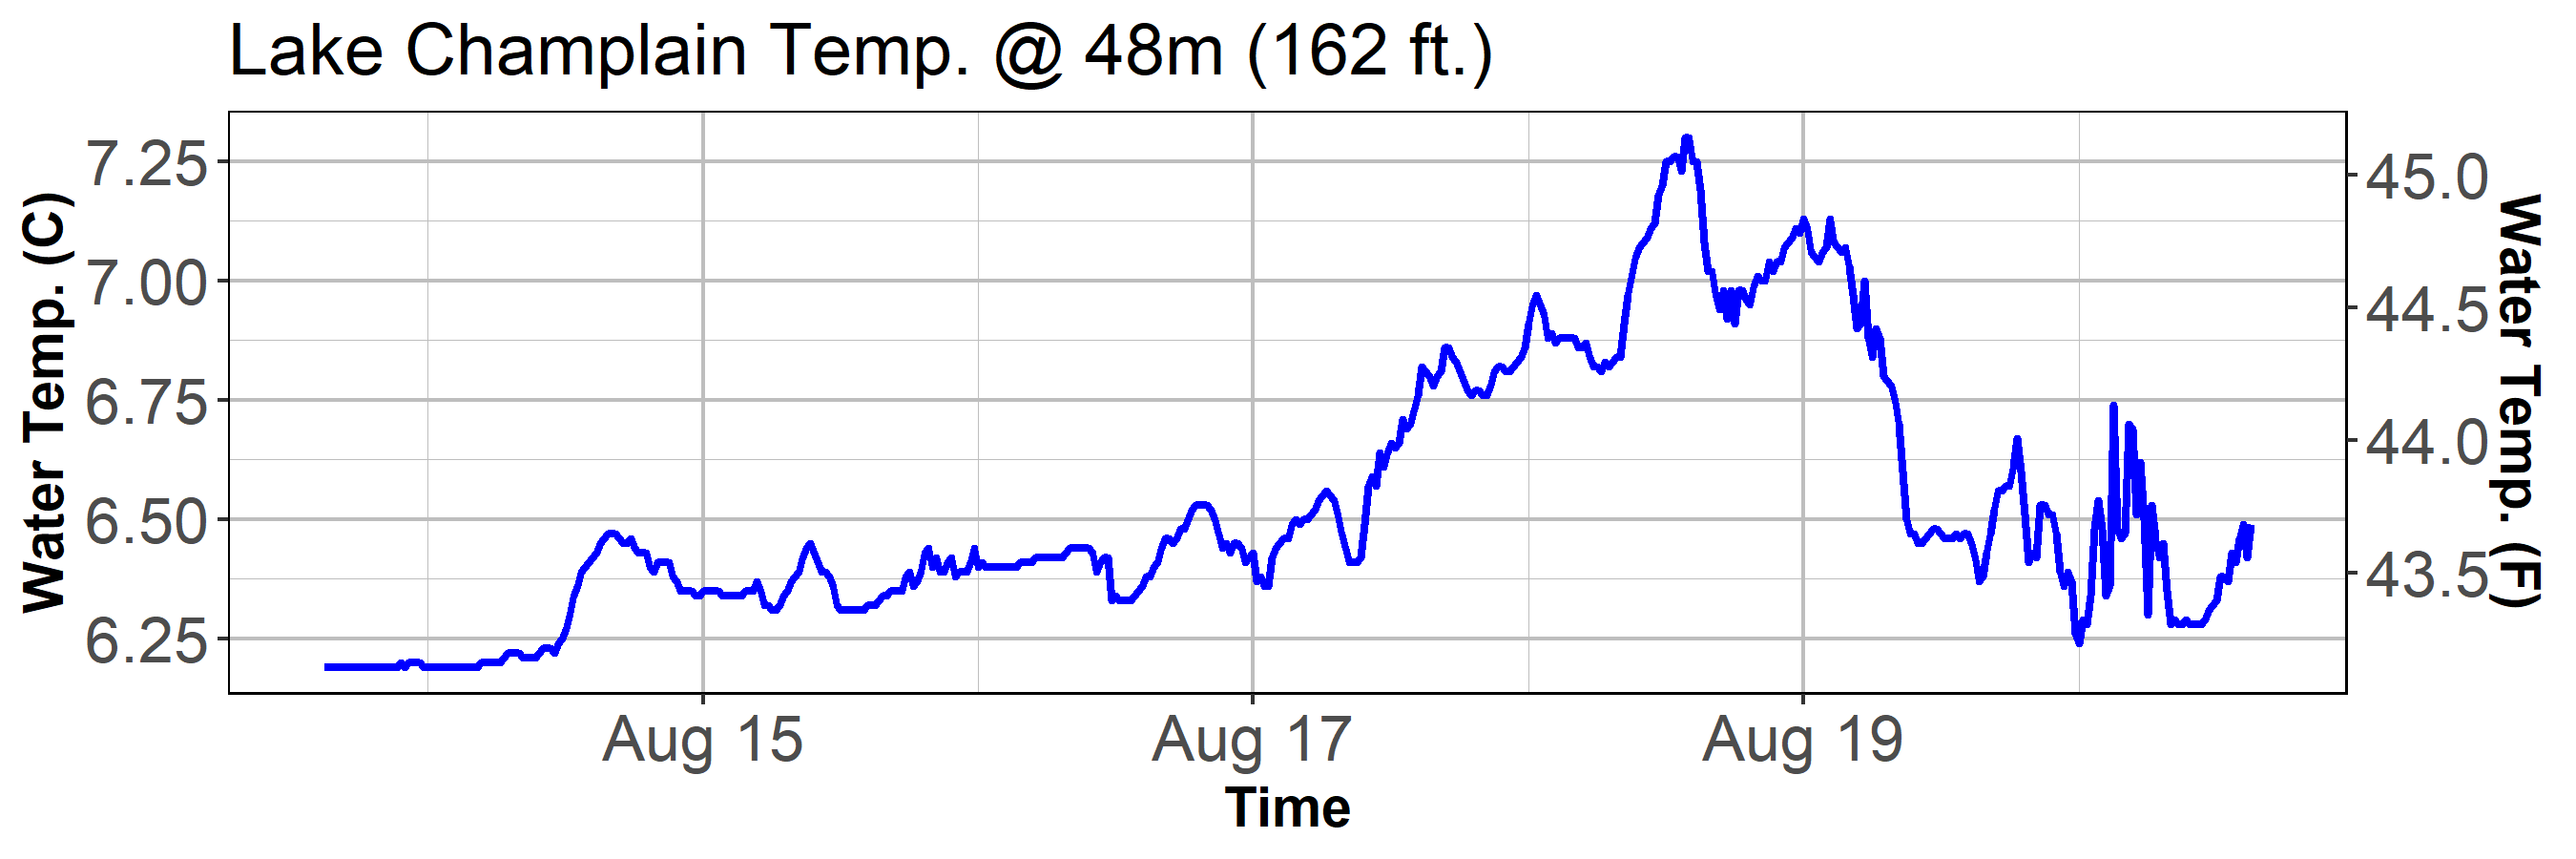 Lake Champlain Temp. @ 48m (162 ft.)
Water Temp. (C)
7.25
7.00
6.75
6.50
6.25
45.0
44.5
44.0
43.5
Water Temp. (F)
Aug 15
Aug 17
Aug 19
Time